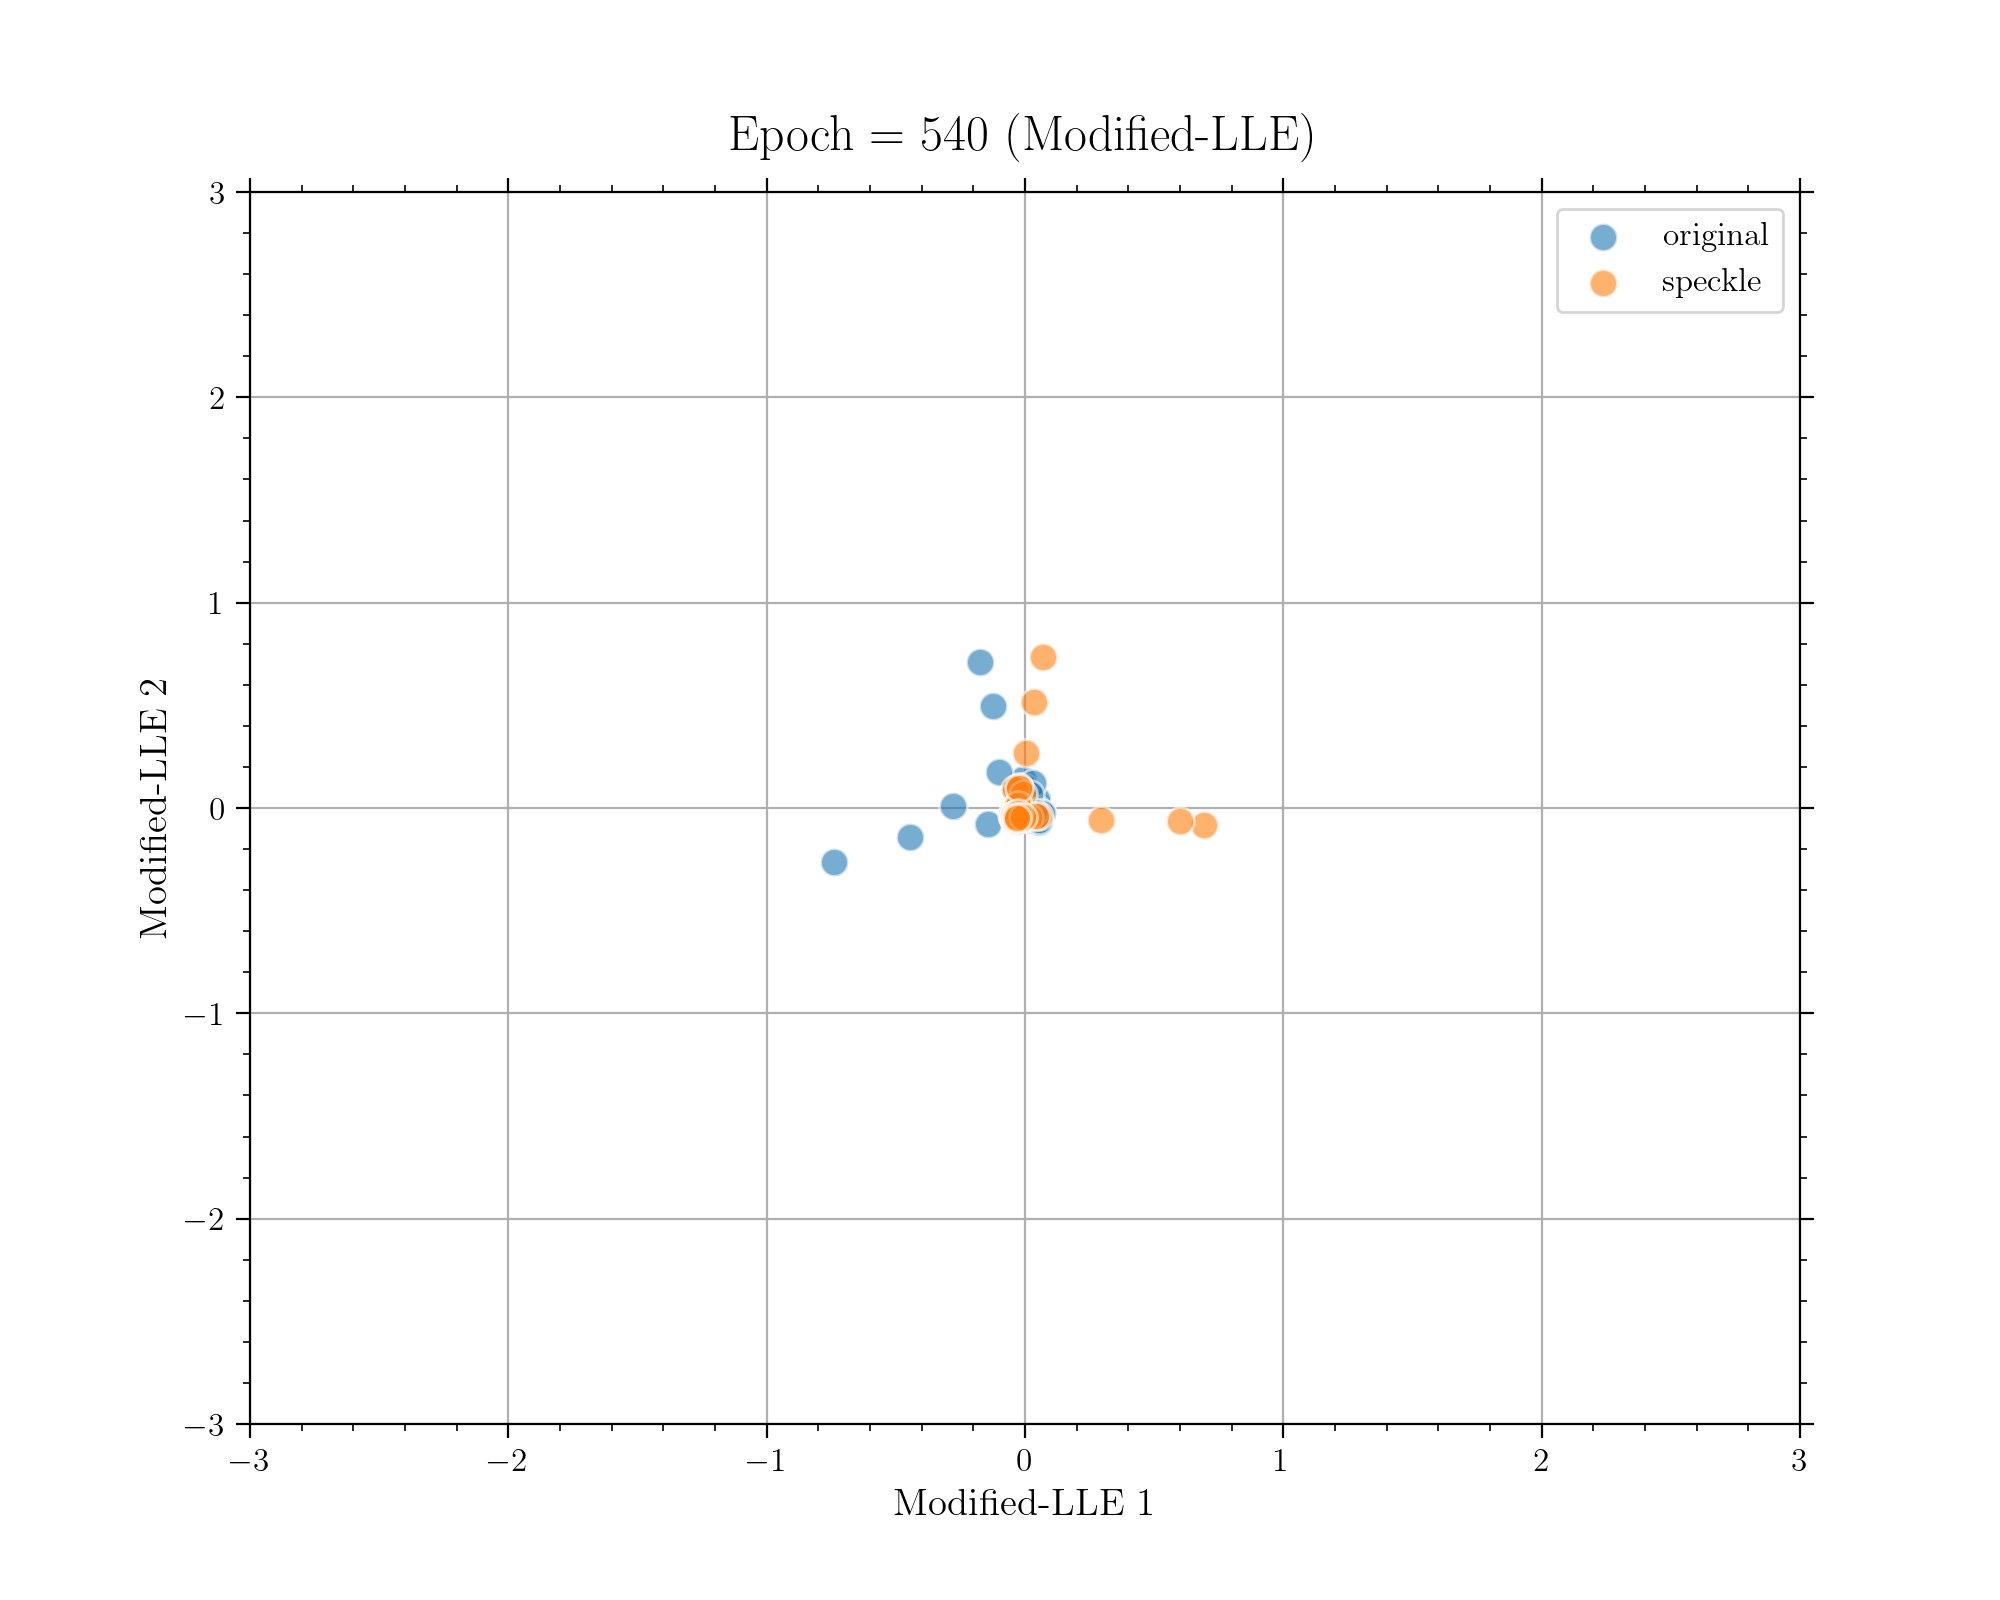 Epoch = 540 (Modified-LLE)
original
speckle
3
2
1
0
−1
−2
−3
Modified-LLE 2
−3
−2
−1
0
1
2
3
Modified-LLE 1